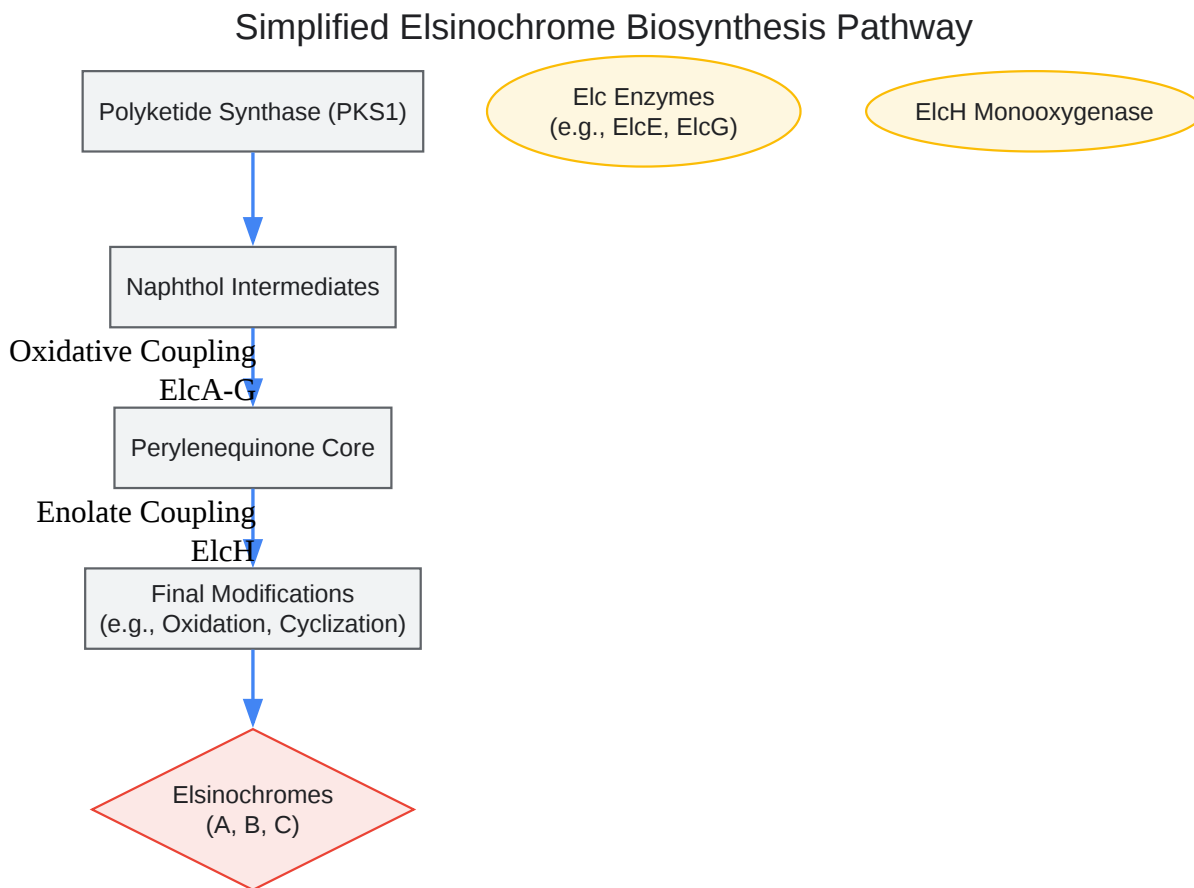 Simplified Elsinochrome Biosynthesis Pathway
Polyketide Synthase (PKS1)
Elc Enzymes
(e.g., ElcE, ElcG)
ElcH Monooxygenase
Naphthol Intermediates
Oxidative Coupling
ElcA-G
Perylenequinone Core
Enolate Coupling
ElcH
Final Modifications
(e.g., Oxidation, Cyclization)
Elsinochromes
(A, B, C)